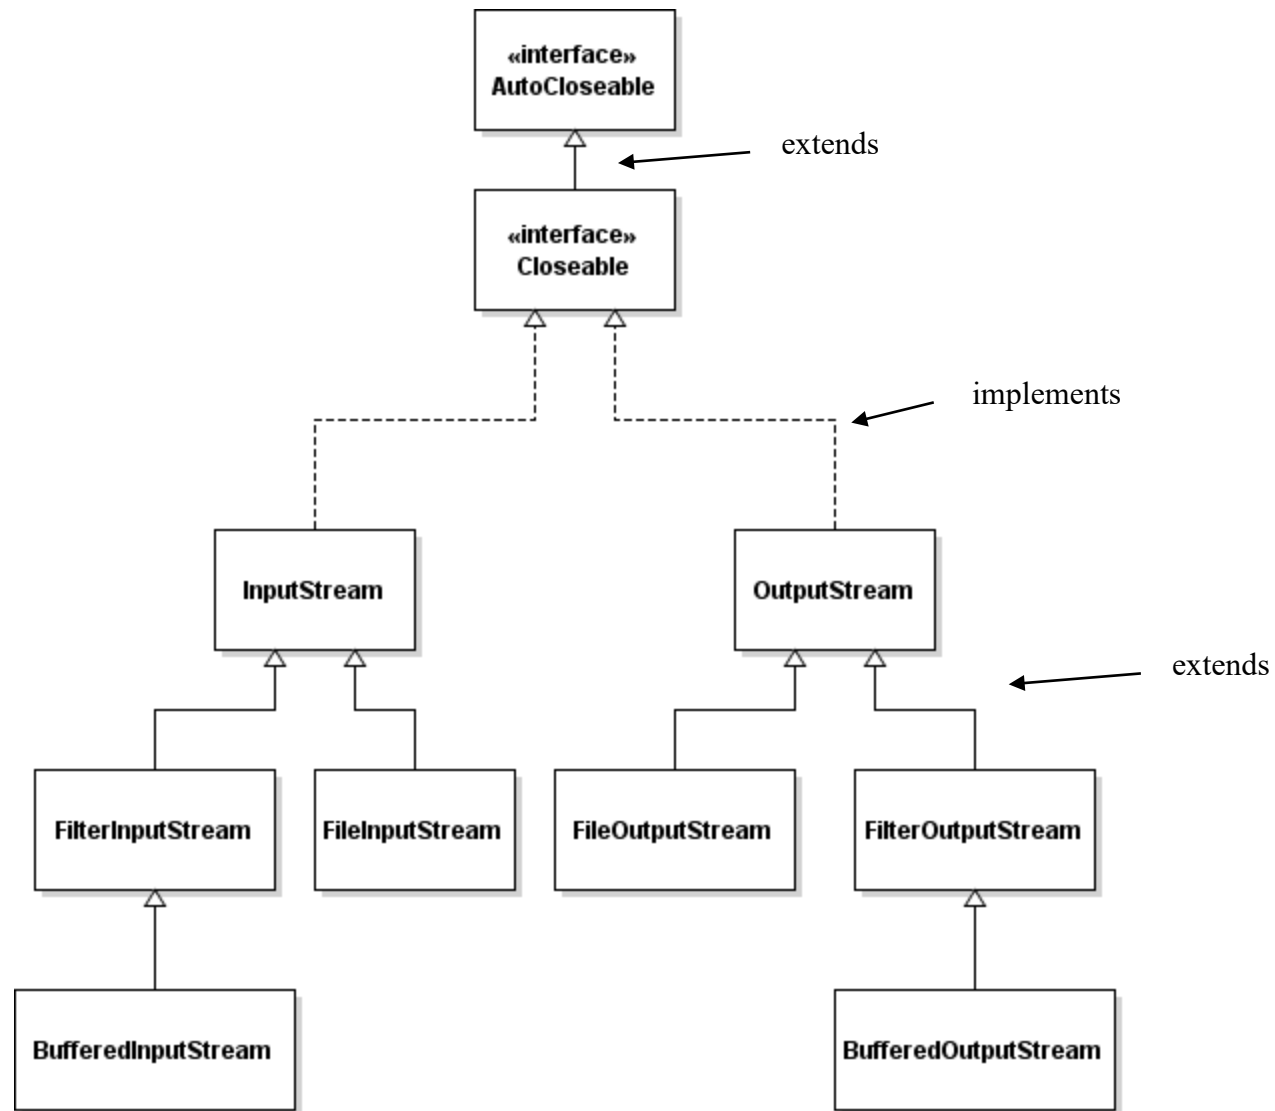 «interface»
AutoCloseable
extends
«interface»
Closeable
implements
InputStream
OutputStream
extends
FilterInputStream
FileInputStream
FileOutputStream
FilterOutputStream
BufferedInputStream
BufferedOutputStream